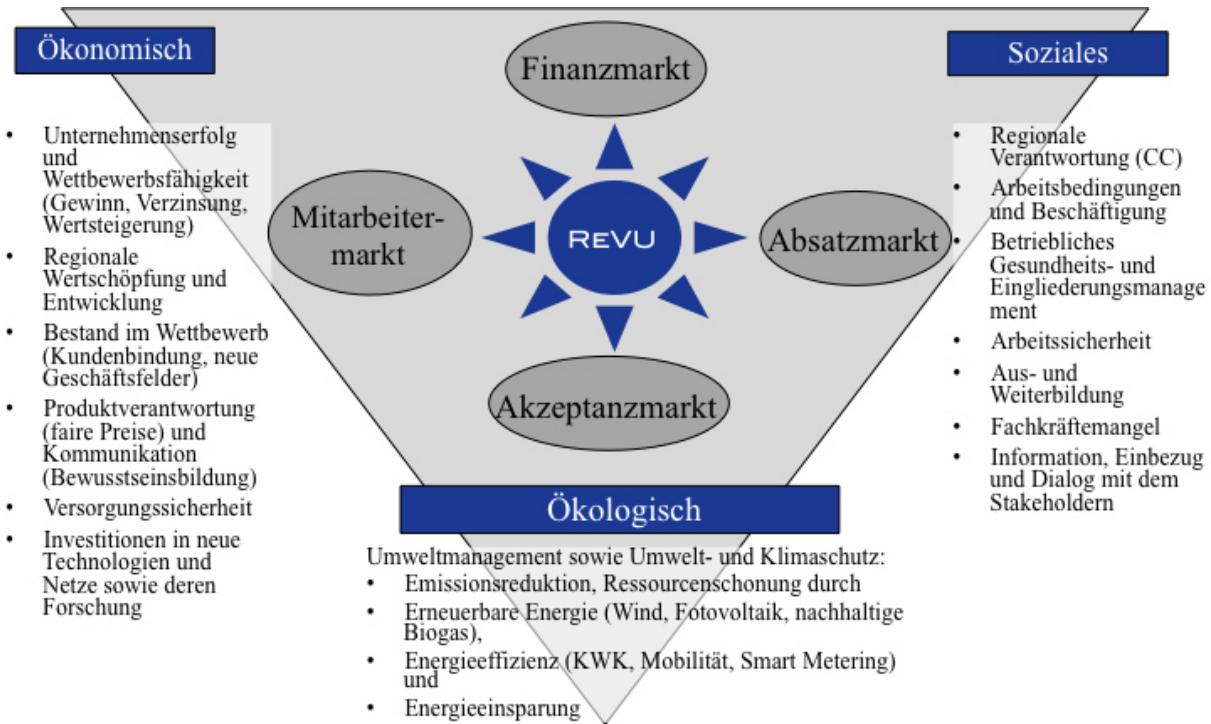 Ökonomisch
• Unternehmenserfolg
und
Wettbewerbsfähigkeit
(Gewinn, Verzinsung,
Wertsteigerung)
• Regionale
Wertschöpfung und
Entwicklung
• Bestand im Wettbewerb
(Kundenbindung, neue
Geschäftsfelder)
• Produktverantwortung
(faire Preise) und
Kommunikation
(Bewusstseinsbildung)
• Versorgungssicherheit
• Investitionen in neue
Technologien und
Netze sowie deren
Forschung
Finanzmarkt
Mitarbeiter-
markt
REVU
Absatzmarkt
Akzeptanzmarkt
Soziales
• Regionale
Verantwortung (CC)
• Arbeitsbedingungen
und Beschäftigung
• Betriebliches
Gesundheits- und
Eingliederungsmanage
ment
• Arbeitssicherheit
• Aus- und
Weiterbildung
• Fachkräftemangel
• Information, Einbezug
und Dialog mit dem
Stakeholdern
Ökologisch
Umweltmanagement sowie Umwelt- und Klimaschutz:
• Emissionsreduktion, Ressourcenschonung durch
• Erneuerbare Energie (Wind, Fotovoltaik, nachhaltige
Biogas),
• Energieeffizienz (KWK, Mobilität, Smart Metering)
und
• Energieeinsparung